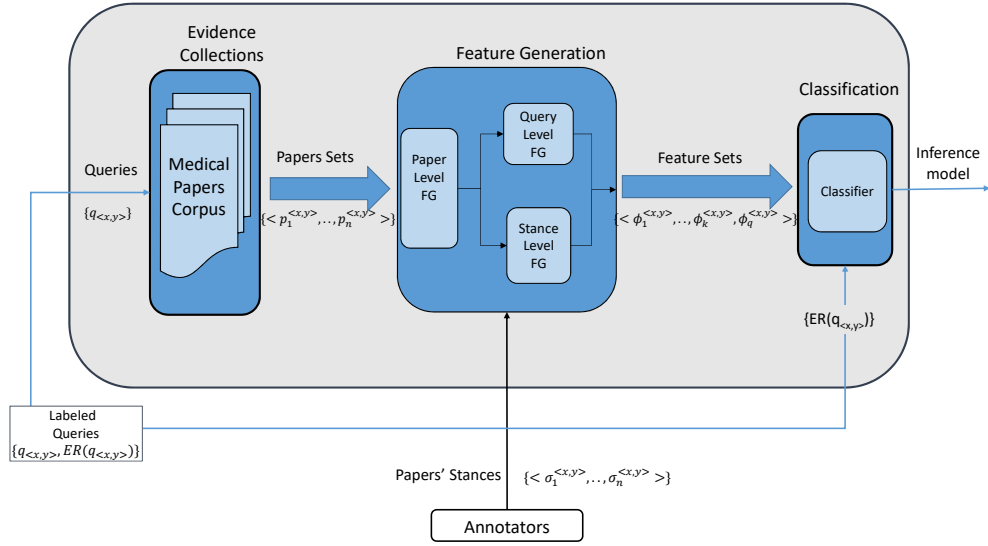 Evidence
Collections
Feature Generation
Classification
Queries
{q<x,y>}
Medical
Papers
Corpus
Papers Sets
{< p₁^{<x,y>},..,pₙ^{<x,y>} >}
Paper
Level
FG
Query
Level
FG
Stance
Level
FG
Feature Sets
{< ϕ₁^{<x,y>},..,ϕₖ^{<x,y>},ϕ_q^{<x,y>} >}
Classifier
Inference
model
{ER(q<x,y>)}
Labeled
Queries
{q<x,y>, ER(q<x,y>)}
Papers' Stances
{< σ₁^{<x,y>},..,σₙ^{<x,y>} >}
Annotators